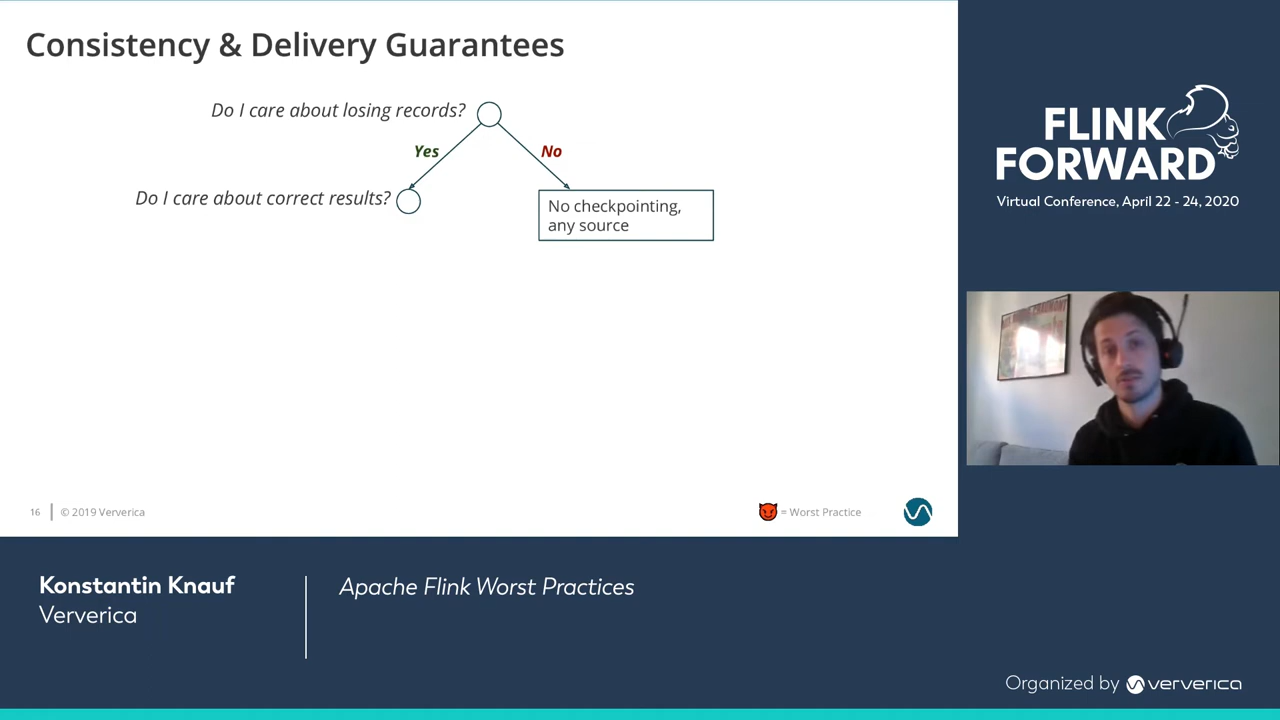 Consistency & Delivery Guarantees
Do I care about losing records?
Yes
No
Do I care about correct results?
No checkpointing,
any source
16
© 2019 Ververica
= Worst Practice
FLINK
FORWARD
Virtual Conference, April 22 - 24, 2020
Konstantin Knauf
Ververica
Apache Flink Worst Practices
Organized by ververica